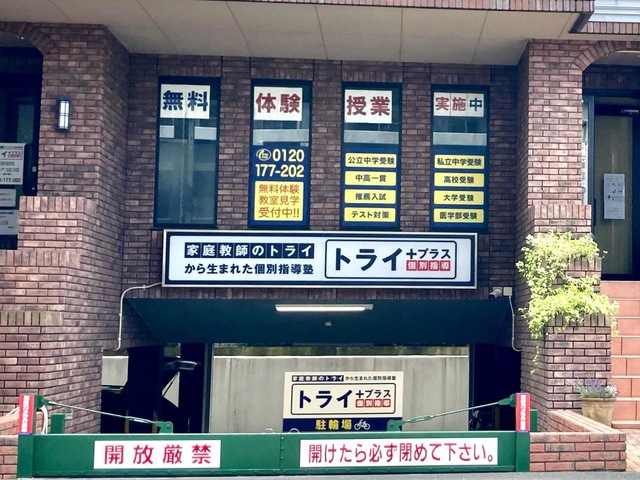 無料
体験
授業
実施中
0120
177-202
無料体験
教室見学
受付中!!
公立中学受験
中高一貫
推薦入試
テスト対策
私立中学受験
高校受験
大学受験
医学部受験
家庭教師のトライ
から生まれた個別指導塾
トライ+プラス
個別指導
家庭教師のトライから生まれた個別指導塾
トライ+プラス
個別指導
駐輪場
開放厳禁
開けたら必ず閉めて下さい。